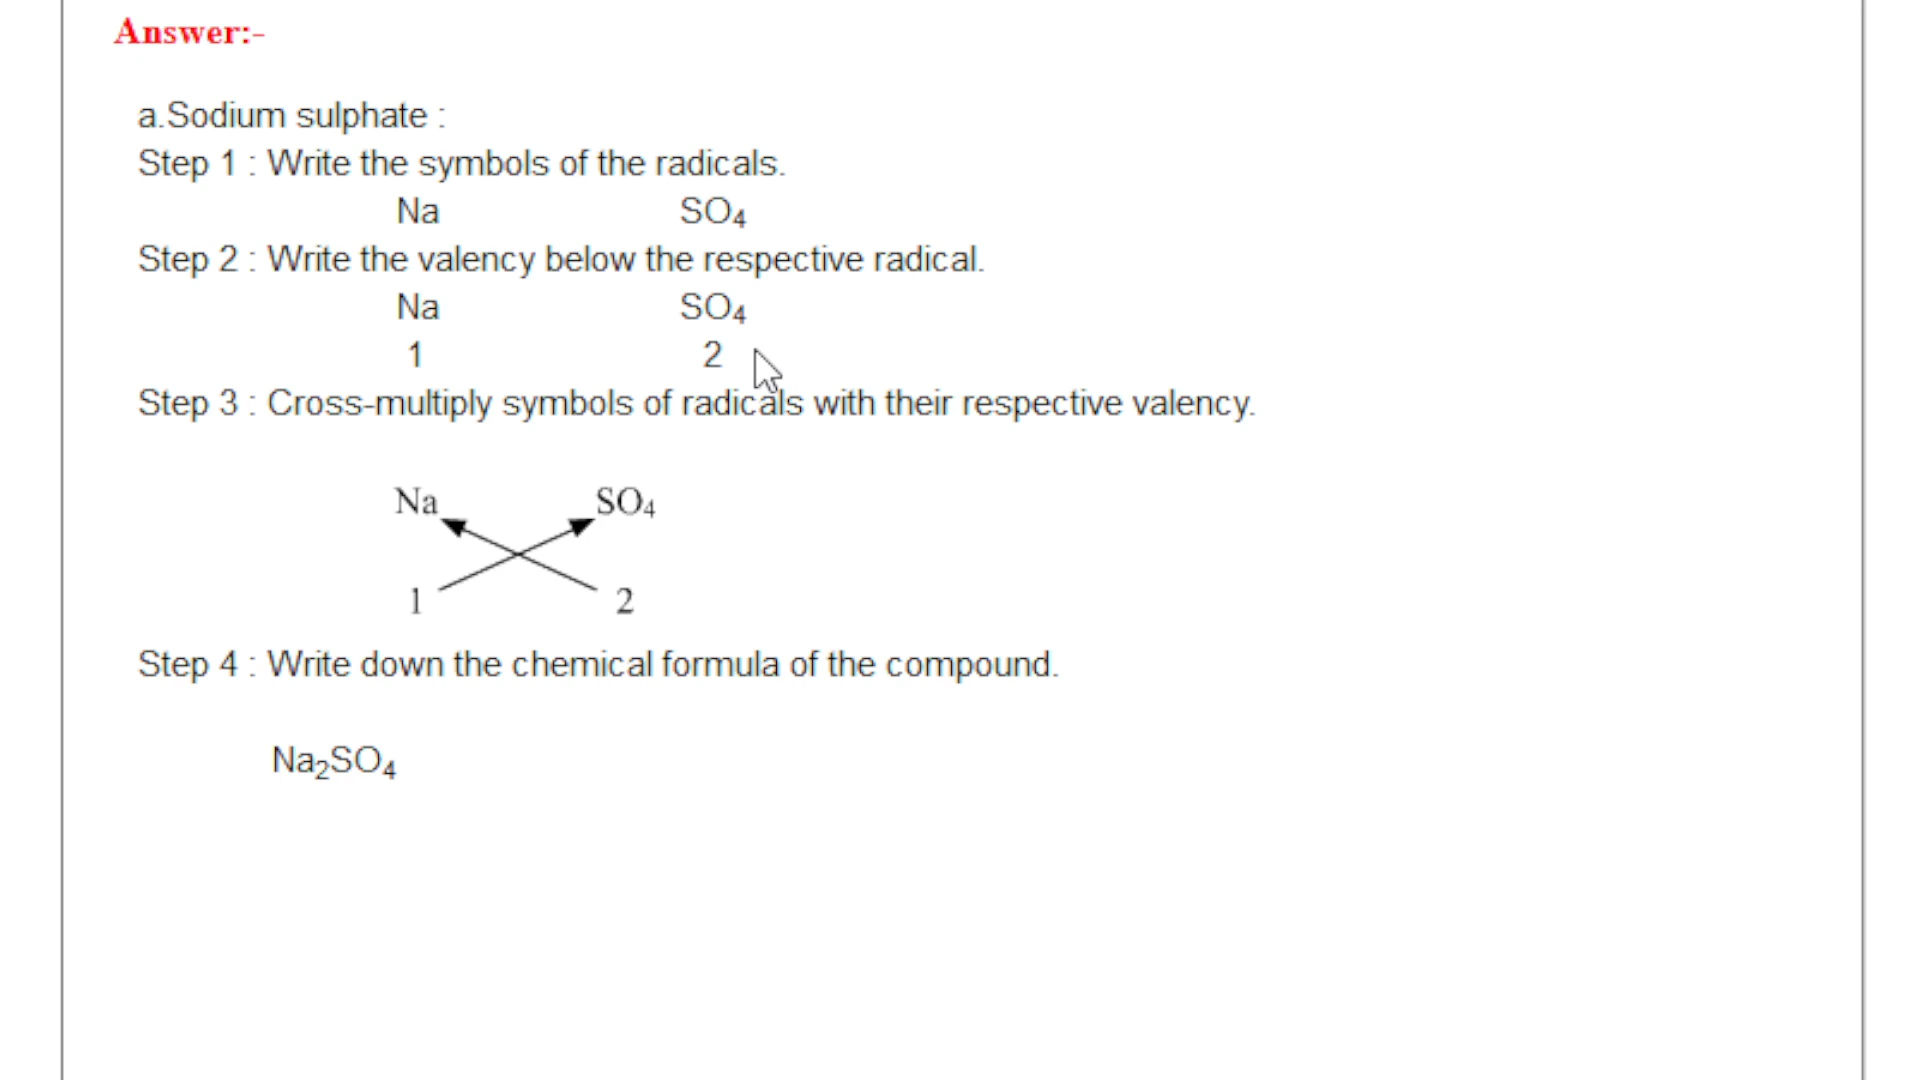 Answer:-
a.Sodium sulphate :
Step 1 : Write the symbols of the radicals.
Na SO₄
Step 2 : Write the valency below the respective radical.
Na SO₄
1 2
Step 3 : Cross-multiply symbols of radicals with their respective valency.
Na SO₄
1 2
Step 4 : Write down the chemical formula of the compound.
Na₂SO₄